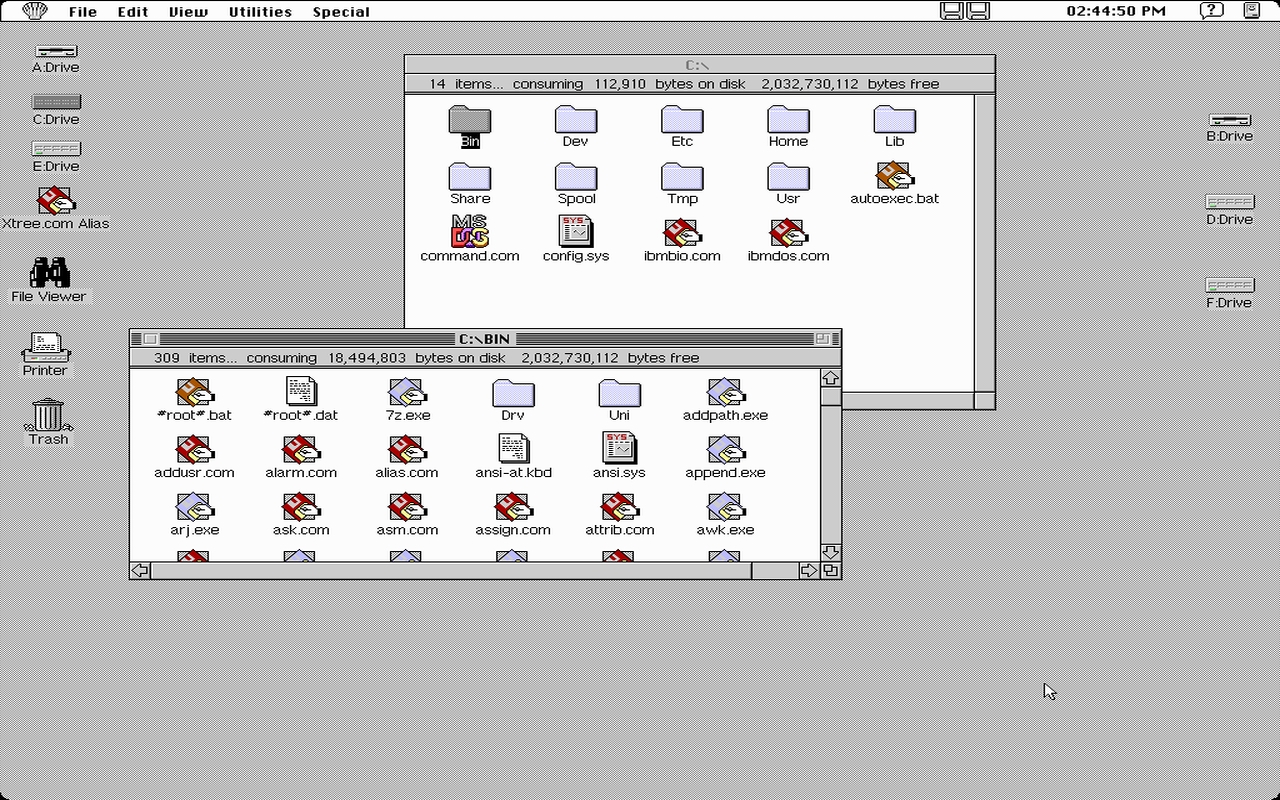 File Edit View Utilities Special 02:44:50 PM ?
A:Drive
C:Drive
E:Drive
Xtree.com Alias
File Viewer
Printer
Trash
C:\
14 items... consuming 112,910 bytes on disk 2,032,730,112 bytes free
Bin Dev Etc Home Lib
Share Spool Tmp Usr autoexec.bat
MS DOS SYS
command.com config.sys ibmbio.com ibmdos.com
C:\BIN
309 items... consuming 18,494,803 bytes on disk 2,032,730,112 bytes free
*root*.bat *root*.dat 7z.exe Drv Uni addpath.exe
SYS
addusr.com alarm.com alias.com ansi-at.kbd ansi.sys append.exe
arj.exe ask.com asm.com assign.com attrib.com awk.exe
B:Drive
D:Drive
F:Drive